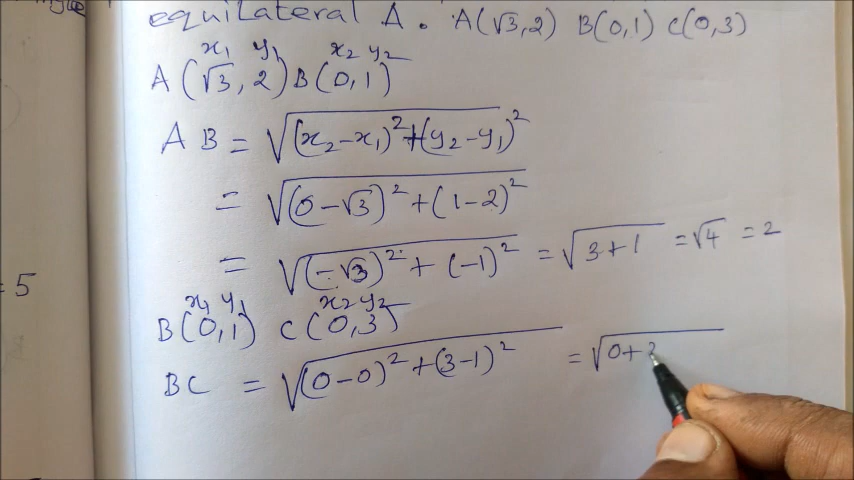 equilateral Δ. A(√3,2) B(0,1) C(0,3)
x₁ y₁ x₂ y₂
A(√3, 2) B(0,1)
AB = √(x₂-x₁)²+(y₂-y₁)²
= √(0-√3)²+(1-2)²
= √(-√3)²+(-1)² = √3+1 = √4 = 2
= 5
x₁ y₁ x₂ y₂
B(0,1) C(0,3)
BC = √(0-0)²+(3-1)² = √0+